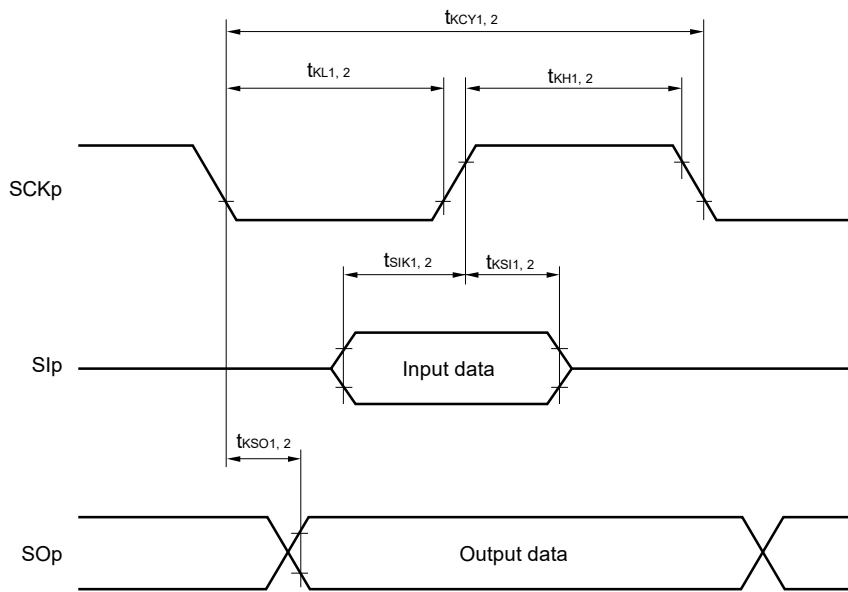 tKCY1, 2
tKL1, 2
tKH1, 2
SCKp
tSIK1, 2
tKSI1, 2
SIp
Input data
tKSO1, 2
SOp
Output data